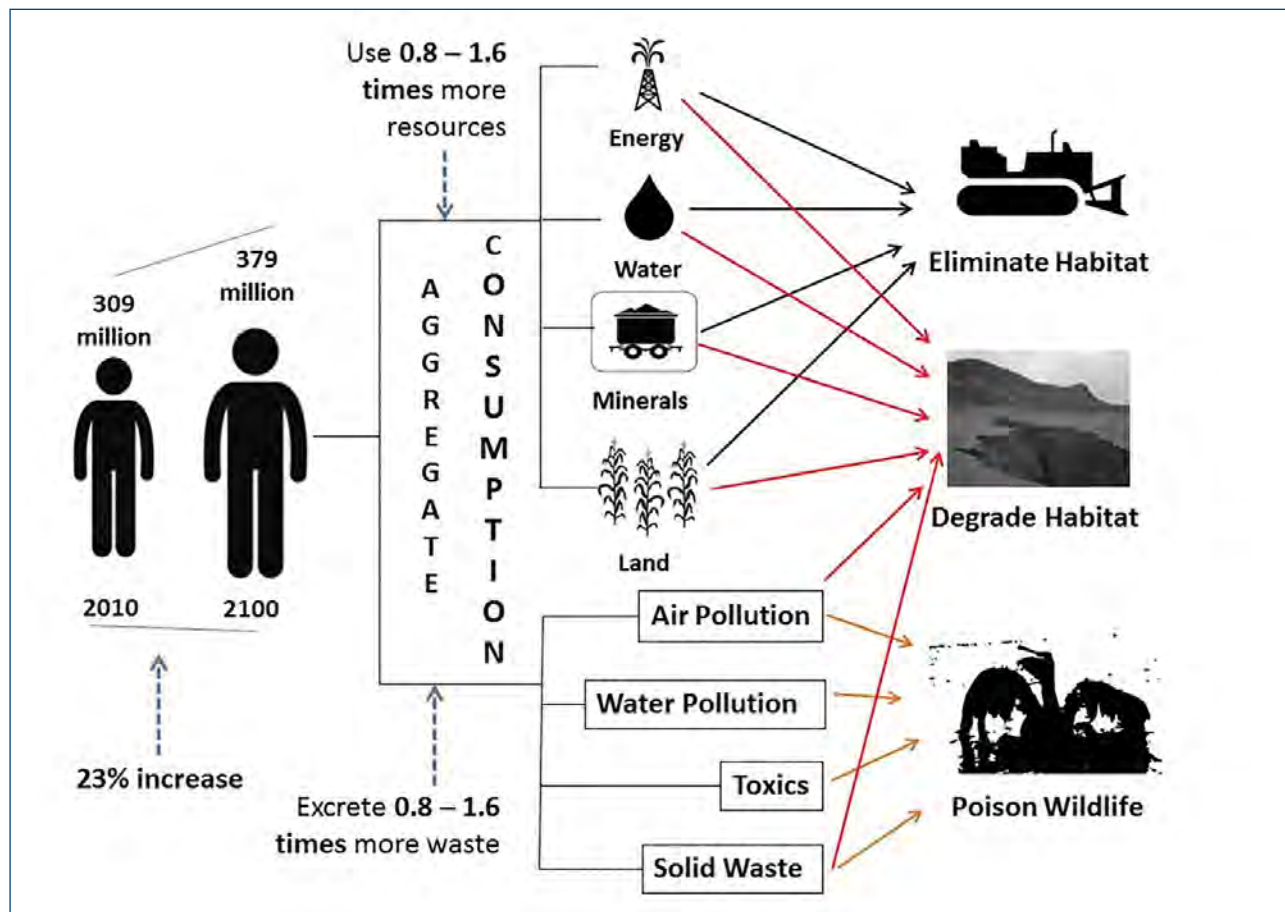 Use 0.8 – 1.6
times more
resources
309
million
379
million
2010
2100
23% increase
AGGREGATE
CONSUMPTION
Excrete 0.8 – 1.6
times more waste
Energy
Water
Minerals
Land
Air Pollution
Water Pollution
Toxics
Solid Waste
Eliminate Habitat
Degrade Habitat
Poison Wildlife